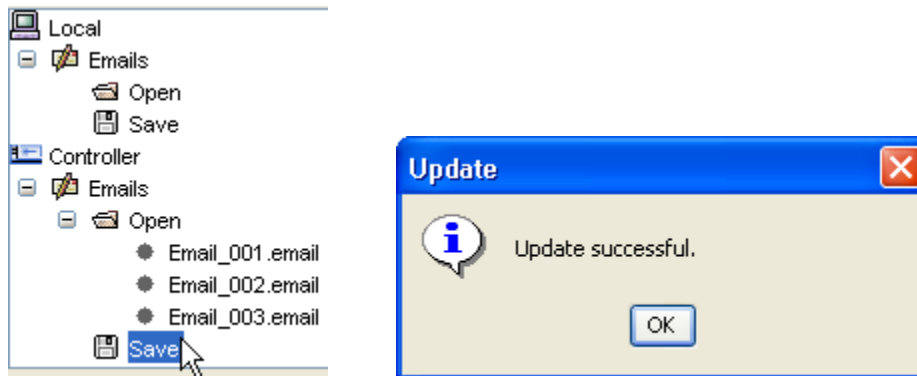 Local
Emails
Open
Save
Controller
Emails
Open
Email_001.email
Email_002.email
Email_003.email
Save
Update
Update successful.
OK